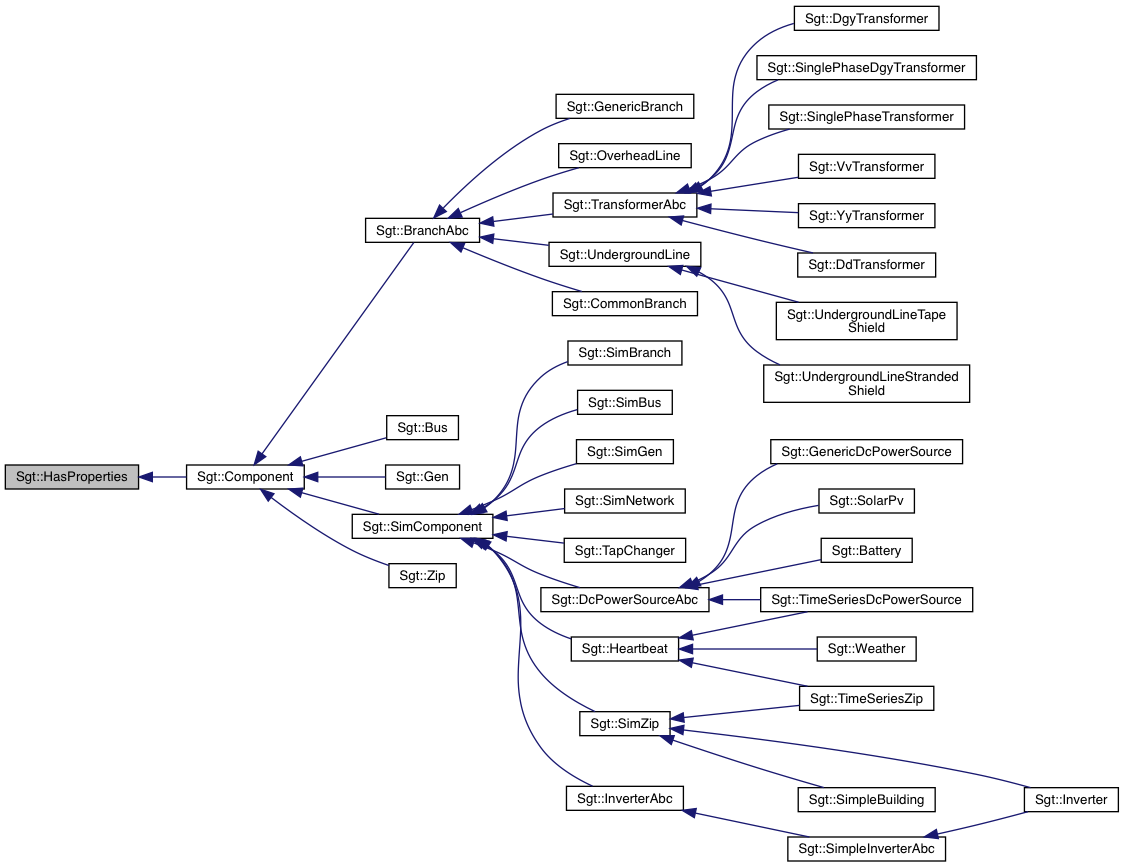 Sgt::DgyTransformer
Sgt::SinglePhaseDgyTransformer
Sgt::GenericBranch
Sgt::SinglePhaseTransformer
Sgt::OverheadLine
Sgt::VvTransformer
Sgt::TransformerAbc
Sgt::YyTransformer
Sgt::BranchAbc
Sgt::UndergroundLine
Sgt::DdTransformer
Sgt::CommonBranch
Sgt::UndergroundLineTape
Shield
Sgt::SimBranch
Sgt::UndergroundLineStranded
Shield
Sgt::SimBus
Sgt::Bus
Sgt::SimGen
Sgt::GenericDcPowerSource
Sgt::HasProperties
Sgt::Component
Sgt::Gen
Sgt::SimNetwork
Sgt::SolarPv
Sgt::SimComponent
Sgt::TapChanger
Sgt::Battery
Sgt::Zip
Sgt::DcPowerSourceAbc
Sgt::TimeSeriesDcPowerSource
Sgt::Heartbeat
Sgt::Weather
Sgt::TimeSeriesZip
Sgt::SimZip
Sgt::InverterAbc
Sgt::SimpleBuilding
Sgt::Inverter
Sgt::SimpleInverterAbc